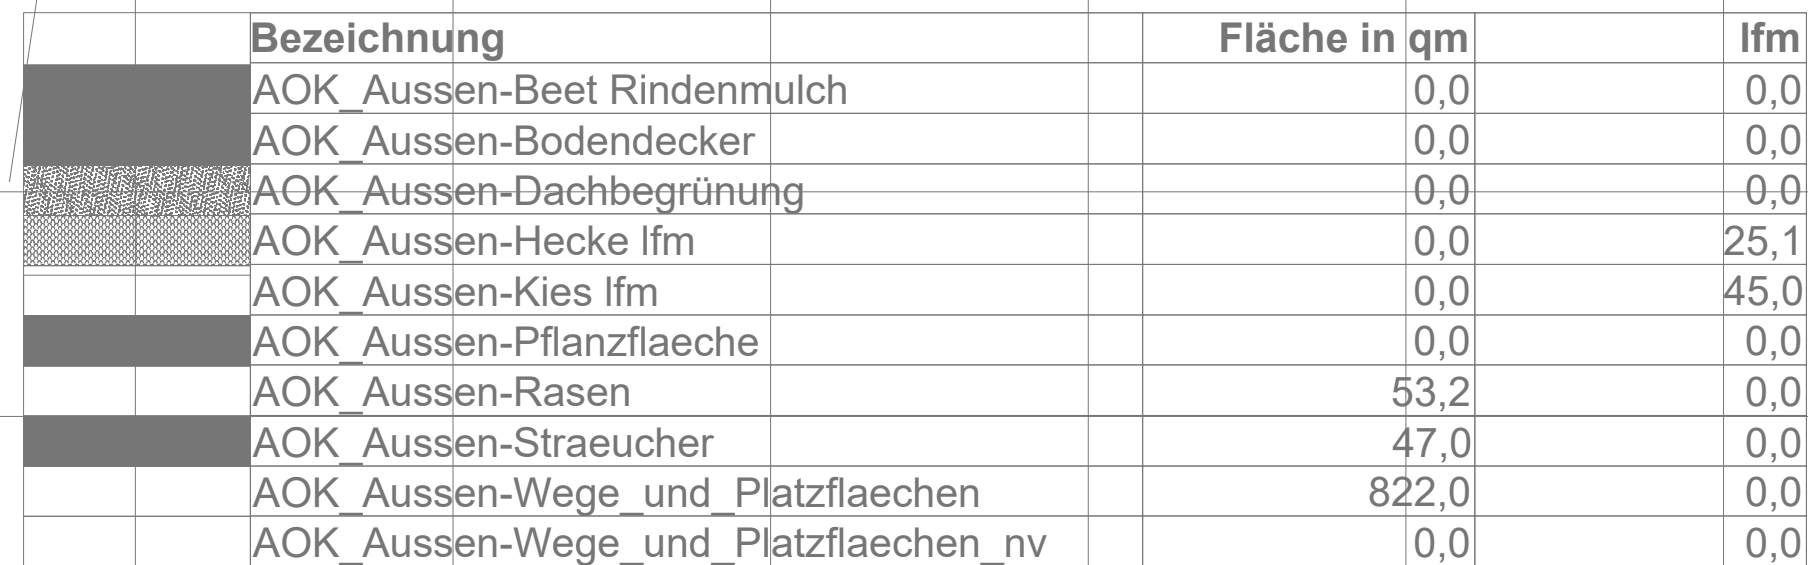 Bezeichnung Fläche in qm lfm
AOK_Aussen-Beet Rindenmulch 0,0 0,0
AOK_Aussen-Bodendecker 0,0 0,0
AOK_Aussen-Dachbegrünung 0,0 0,0
AOK_Aussen-Hecke lfm 0,0 25,1
AOK_Aussen-Kies lfm 0,0 45,0
AOK_Aussen-Pflanzflaeche 0,0 0,0
AOK_Aussen-Rasen 53,2 0,0
AOK_Aussen-Straeucher 47,0 0,0
AOK_Aussen-Wege_und_Platzflaechen 822,0 0,0
AOK_Aussen-Wege_und_Platzflaechen_nv 0,0 0,0